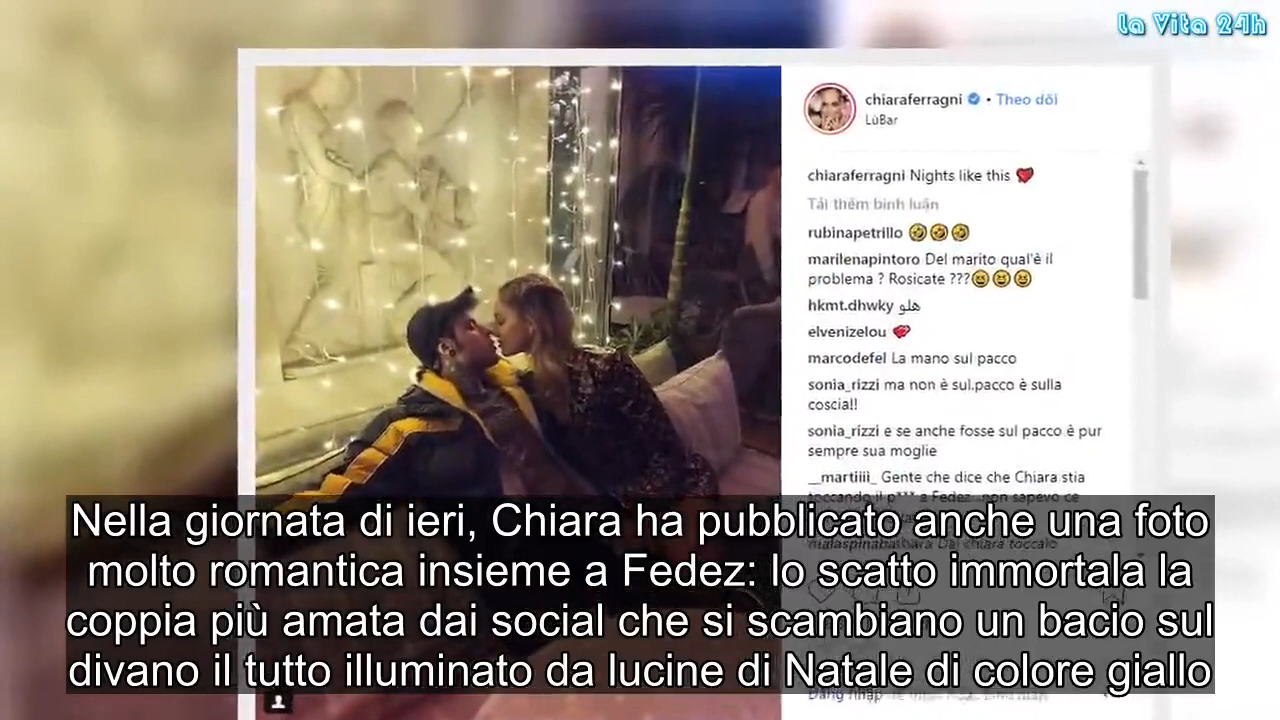 La Vita 24h
chiaraferragni • Theo dõi
LùBar
chiaraferragni Nights like this
Tải thêm bình luận
rubinapetrillo 🤣🤣🤣
marilenapintoro Del marito qual'è il
problema ? Rosicate ???😆😆😆
hkmt.dhwky هلو
elvenizelou
marcodefel La mano sul pacco
sonia_rizzi ma non è sul.pacco è sulla
coscia!!
sonia_rizzi e se anche fosse sul pacco è pur
sempre sua moglie
__martiiii_ Gente che dice che Chiara stia
toccando il p*** a Fedez
Nella giornata di ieri, Chiara ha pubblicato anche una foto
molto romantica insieme a Fedez: lo scatto immortala la
coppia più amata dai social che si scambiano un bacio sul
divano il tutto illuminato da lucine di Natale di colore giallo
Đăng nhập